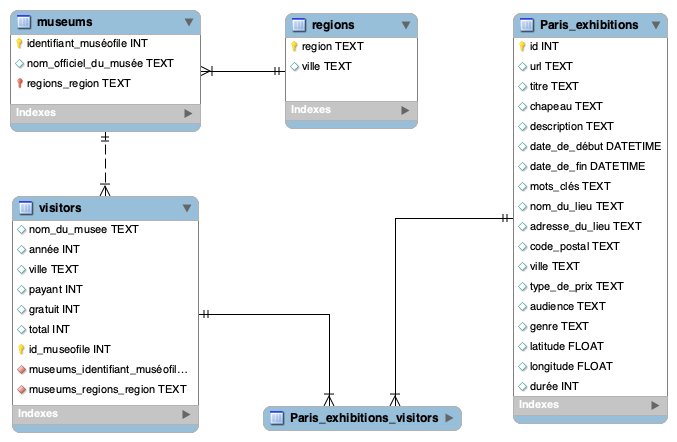 museums
identifiant_muséofile INT
nom_officiel_du_musée TEXT
regions_region TEXT
Indexes
regions
region TEXT
ville TEXT
Indexes
Paris_exhibitions
id INT
url TEXT
titre TEXT
chapeau TEXT
description TEXT
date_de_début DATETIME
date_de_fin DATETIME
mots_clés TEXT
nom_du_lieu TEXT
adresse_du_lieu TEXT
code_postal TEXT
ville TEXT
type_de_prix TEXT
audience TEXT
genre TEXT
latitude FLOAT
longitude FLOAT
durée INT
Indexes
visitors
nom_du_musee TEXT
année INT
ville TEXT
payant INT
gratuit INT
total INT
id_museofile INT
museums_identifiant_muséofil...
museums_regions_region TEXT
Indexes
Paris_exhibitions_visitors